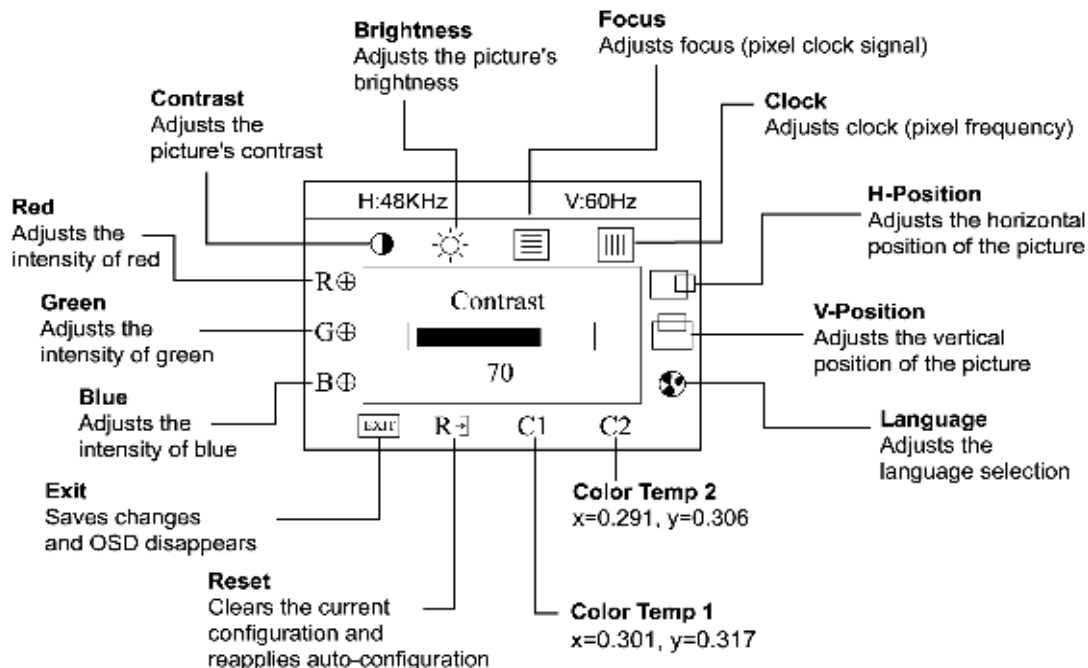 Focus
Adjusts focus (pixel clock signal)
Brightness
Adjusts the picture's
brightness
Contrast
Adjusts the
picture's contrast
Clock
Adjusts clock (pixel frequency)
H:48KHz V:60Hz
H-Position
Adjusts the horizontal
position of the picture
Red
Adjusts the
intensity of red
R
Contrast
Green
Adjusts the
intensity of green
G
V-Position
Adjusts the vertical
position of the picture
70
B
Blue
Adjusts the
intensity of blue
EXIT R C1 C2
Language
Adjusts the
language selection
Exit
Saves changes
and OSD disappears
Color Temp 2
x=0.291, y=0.306
Reset
Clears the current
configuration and
reapplies auto-configuration
Color Temp 1
x=0.301, y=0.317